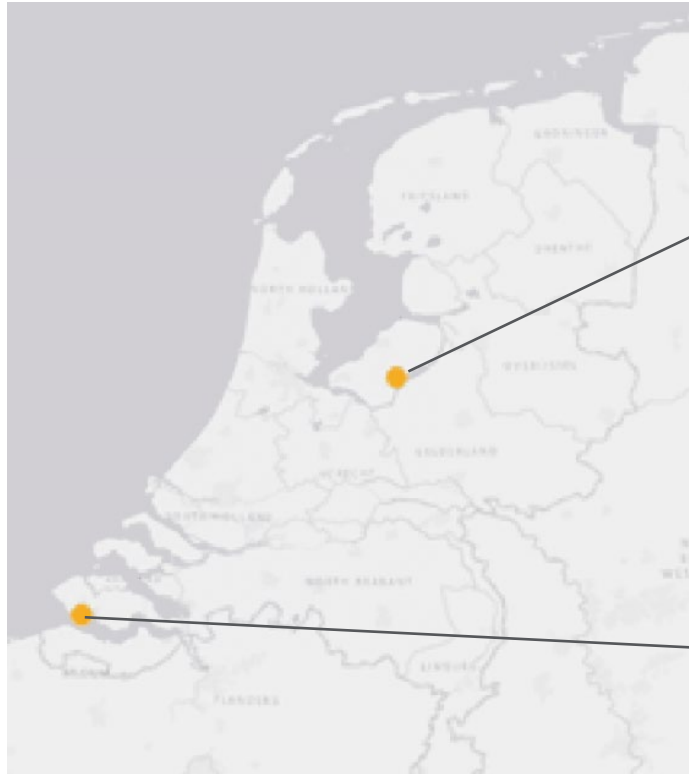 GRONINGEN
FRIESLAND
DRENTHE
NORTH HOLLAND
OVERIJSSEL
GELDERLAND
UTRECHT
SOUTH HOLLAND
NORTH BRABANT
LIMBURG
FLANDERS